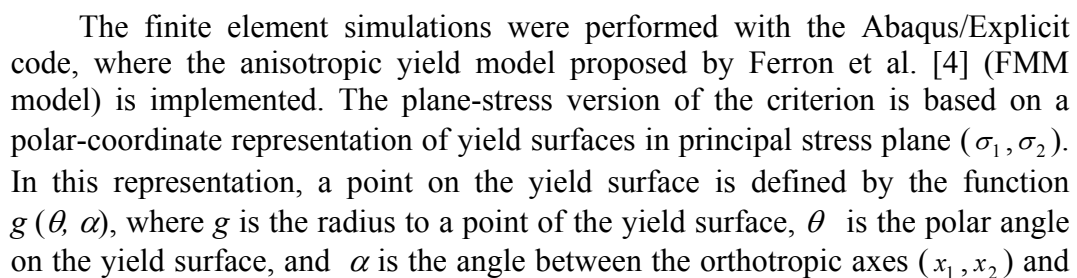 The finite element simulations were performed with the Abaqus/Explicit
code, where the anisotropic yield model proposed by Ferron et al. [4] (FMM
model) is implemented. The plane-stress version of the criterion is based on a
polar-coordinate representation of yield surfaces in principal stress plane (σ₁,σ₂).
In this representation, a point on the yield surface is defined by the function
g (θ, α), where g is the radius to a point of the yield surface, θ is the polar angle
on the yield surface, and α is the angle between the orthotropic axes (x₁,x₂) and